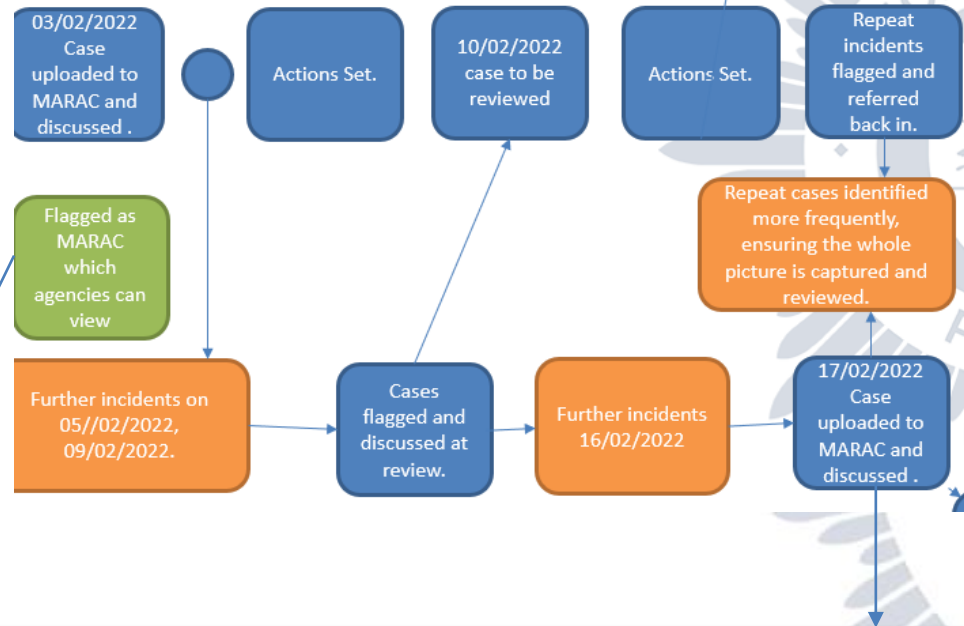 03/02/2022
Case
uploaded to
MARAC and
discussed .
Actions Set.
10/02/2022
case to be
reviewed
Actions Set.
Repeat
incidents
flagged and
referred
back in.
Flagged as
MARAC
which
agencies can
view
Repeat cases identified
more frequently,
ensuring the whole
picture is captured and
reviewed.
Further incidents on
05//02/2022,
09/02/2022.
Cases
flagged and
discussed at
review.
Further incidents
16/02/2022
17/02/2022
Case
uploaded to
MARAC and
discussed .